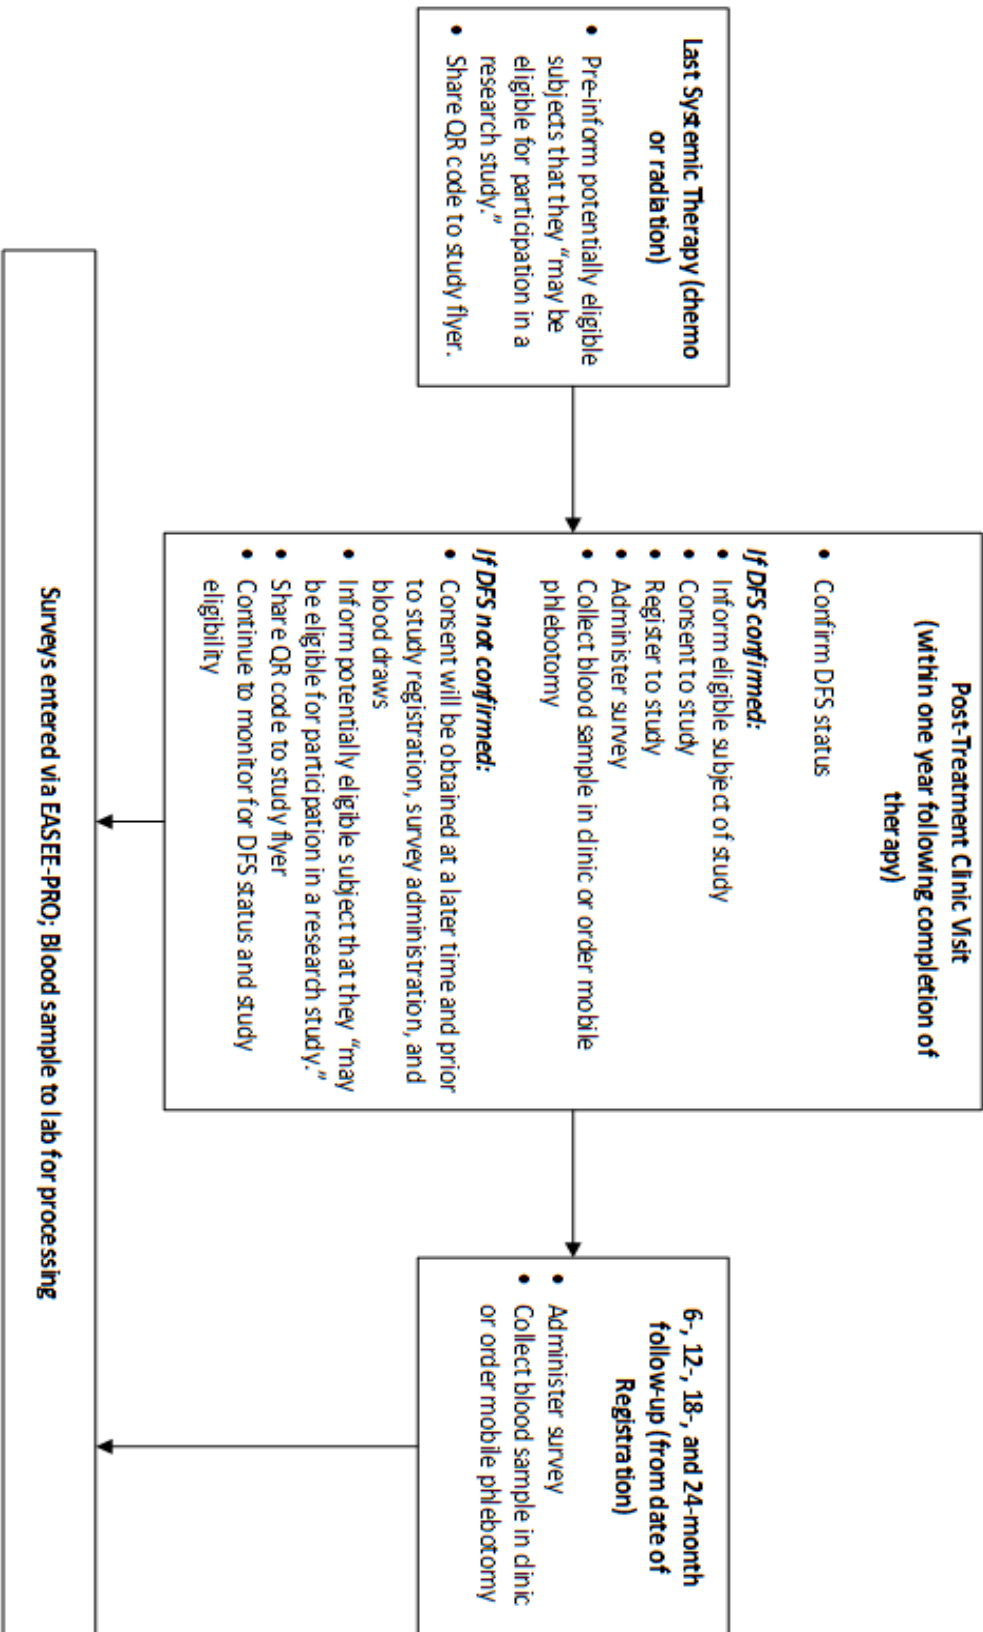 Last Systemic Therapy (chemo
or radiation)
• Pre-inform potentially eligible
subjects that they “may be
eligible for participation in a
research study.”
• Share QR code to study flyer.
Post-Treatment Clinic Visit
(within one year following completion of
therapy)
• Confirm DFS status
If DFS confirmed:
• Inform eligible subject of study
• Consent to study
• Register to study
• Administer survey
• Collect blood sample in clinic or order mobile
phlebotomy
If DFS not confirmed:
• Consent will be obtained at a later time and prior
to study registration, survey administration, and
blood draws
• Inform potentially eligible subject that they “may
be eligible for participation in a research study.”
• Share QR code to study flyer
• Continue to monitor for DFS status and study
eligibility
6-, 12-, 18-, and 24-month
follow-up (from date of
Registration)
• Administer survey
• Collect blood sample in clinic
or order mobile phlebotomy
Surveys entered via EASEE-PRO; Blood sample to lab for processing